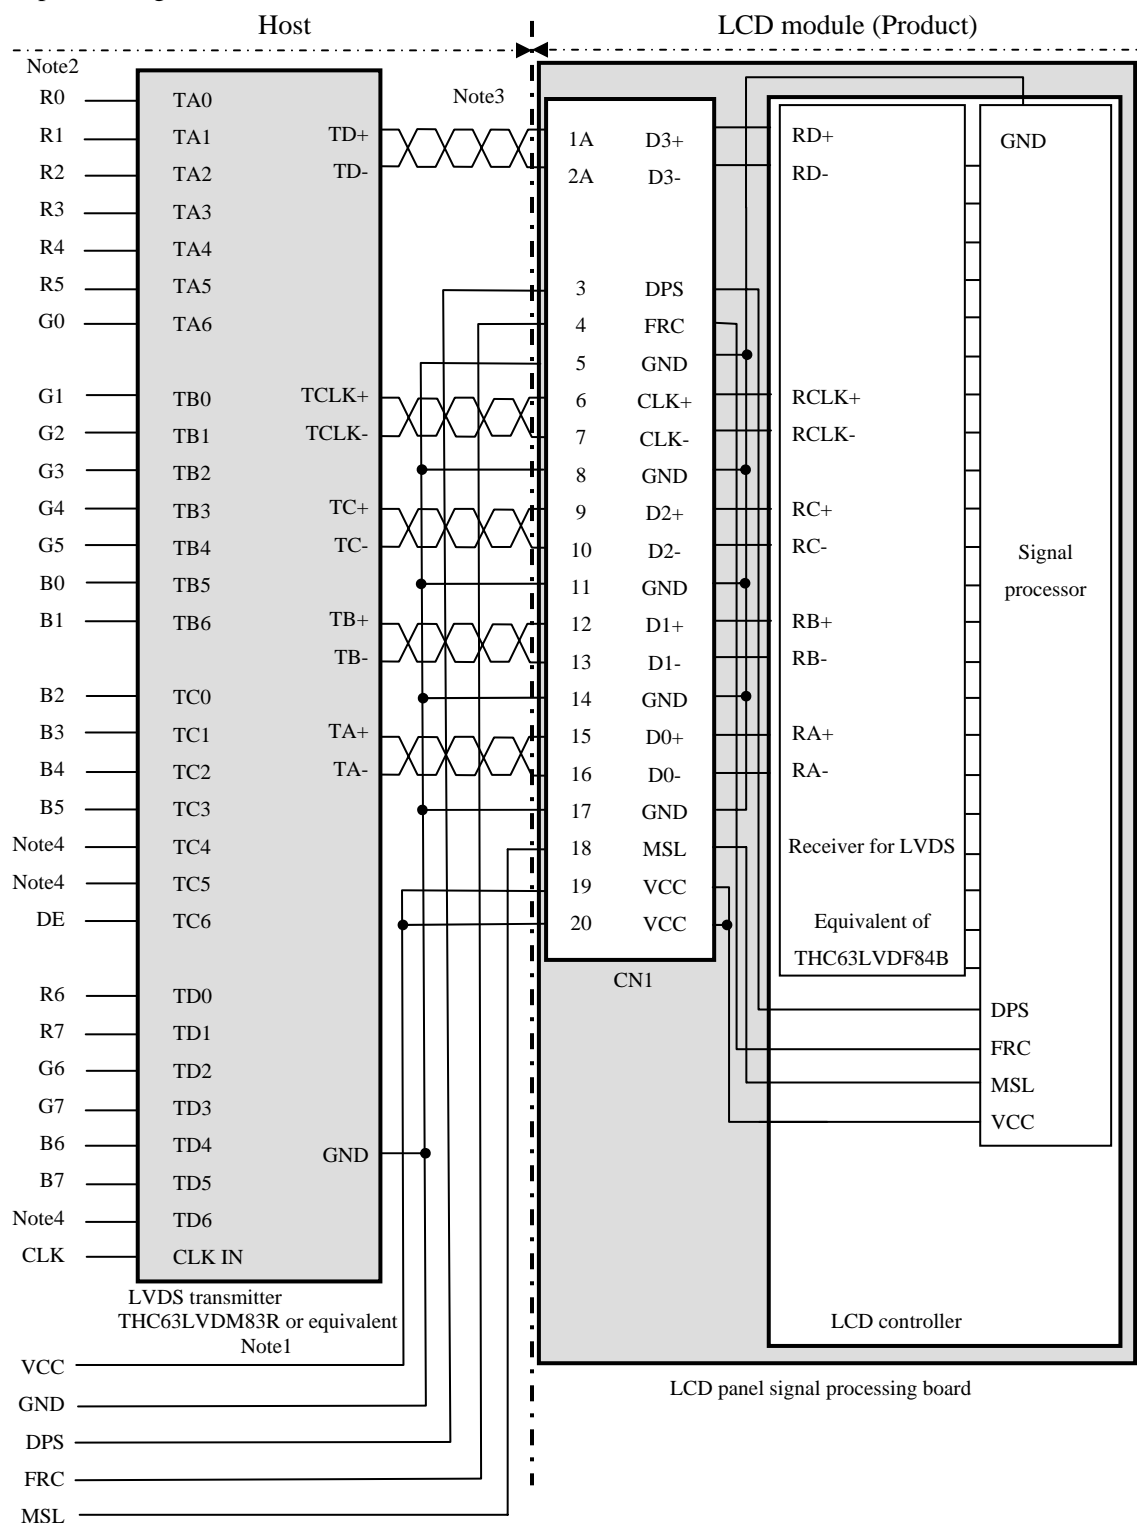 Host
LCD module (Product)
Note2
Note3
R0 TA0
R1 TA1 TD+ 1A D3+ RD+ GND
R2 TA2 TD- 2A D3- RD-
R3 TA3
R4 TA4
R5 TA5 3 DPS
G0 TA6 4 FRC
5 GND
G1 TB0 TCLK+ 6 CLK+ RCLK+
G2 TB1 TCLK- 7 CLK- RCLK-
G3 TB2 8 GND
G4 TB3 TC+ 9 D2+ RC+
G5 TB4 TC- 10 D2- RC- Signal
B0 TB5 11 GND processor
B1 TB6 TB+ 12 D1+ RB+
TB- 13 D1- RB-
B2 TC0 14 GND
B3 TC1 TA+ 15 D0+ RA+
B4 TC2 TA- 16 D0- RA-
B5 TC3 17 GND
Note4 TC4 18 MSL Receiver for LVDS
Note4 TC5 19 VCC
DE TC6 20 VCC Equivalent of
THC63LVDF84B
CN1
R6 TD0 DPS
R7 TD1 FRC
G6 TD2 MSL
G7 TD3 VCC
B6 TD4 GND
B7 TD5
Note4 TD6
CLK CLK IN
LVDS transmitter
THC63LVDM83R or equivalent
Note1
LCD controller
LCD panel signal processing board
VCC
GND
DPS
FRC
MSL